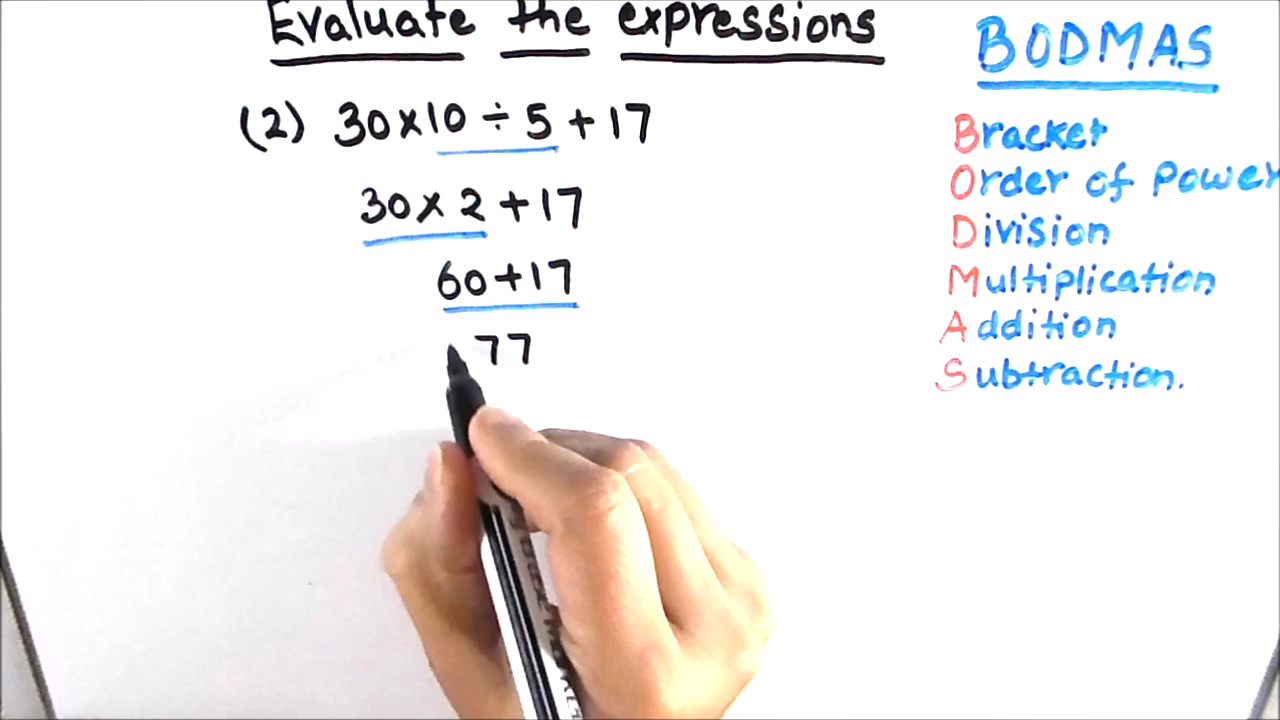 Evaluate the expressions
(2) 30×10 ÷ 5 + 17
30 × 2 + 17
60 + 17
77
BODMAS
Bracket
Order of Power
Division
Multiplication
Addition
Subtraction.